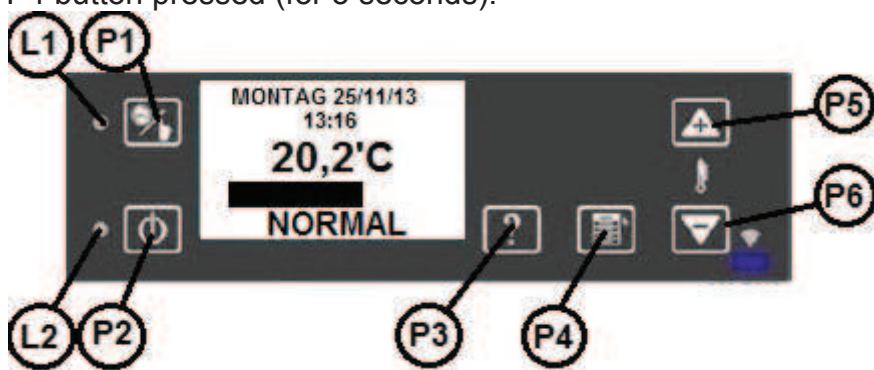 P1 button pressed (for 3 seconds).
L1 P1
MONTAG 25/11/13
13:16
20,2'C
NORMAL
P5
P6
?
L2 P2 P3 P4